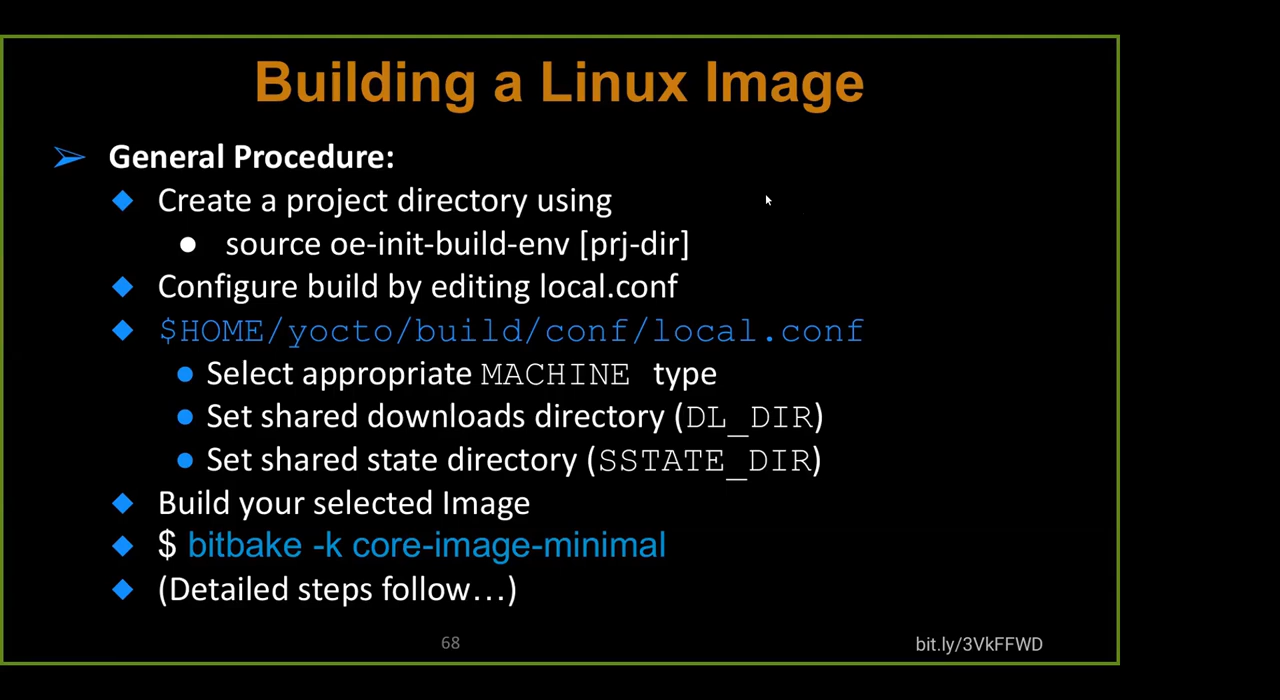 Building a Linux Image
General Procedure:
Create a project directory using
source oe-init-build-env [prj-dir]
Configure build by editing local.conf
$HOME/yocto/build/conf/local.conf
Select appropriate MACHINE type
Set shared downloads directory (DL_DIR)
Set shared state directory (SSTATE_DIR)
Build your selected Image
$ bitbake -k core-image-minimal
(Detailed steps follow…)
68
bit.ly/3VkFFWD